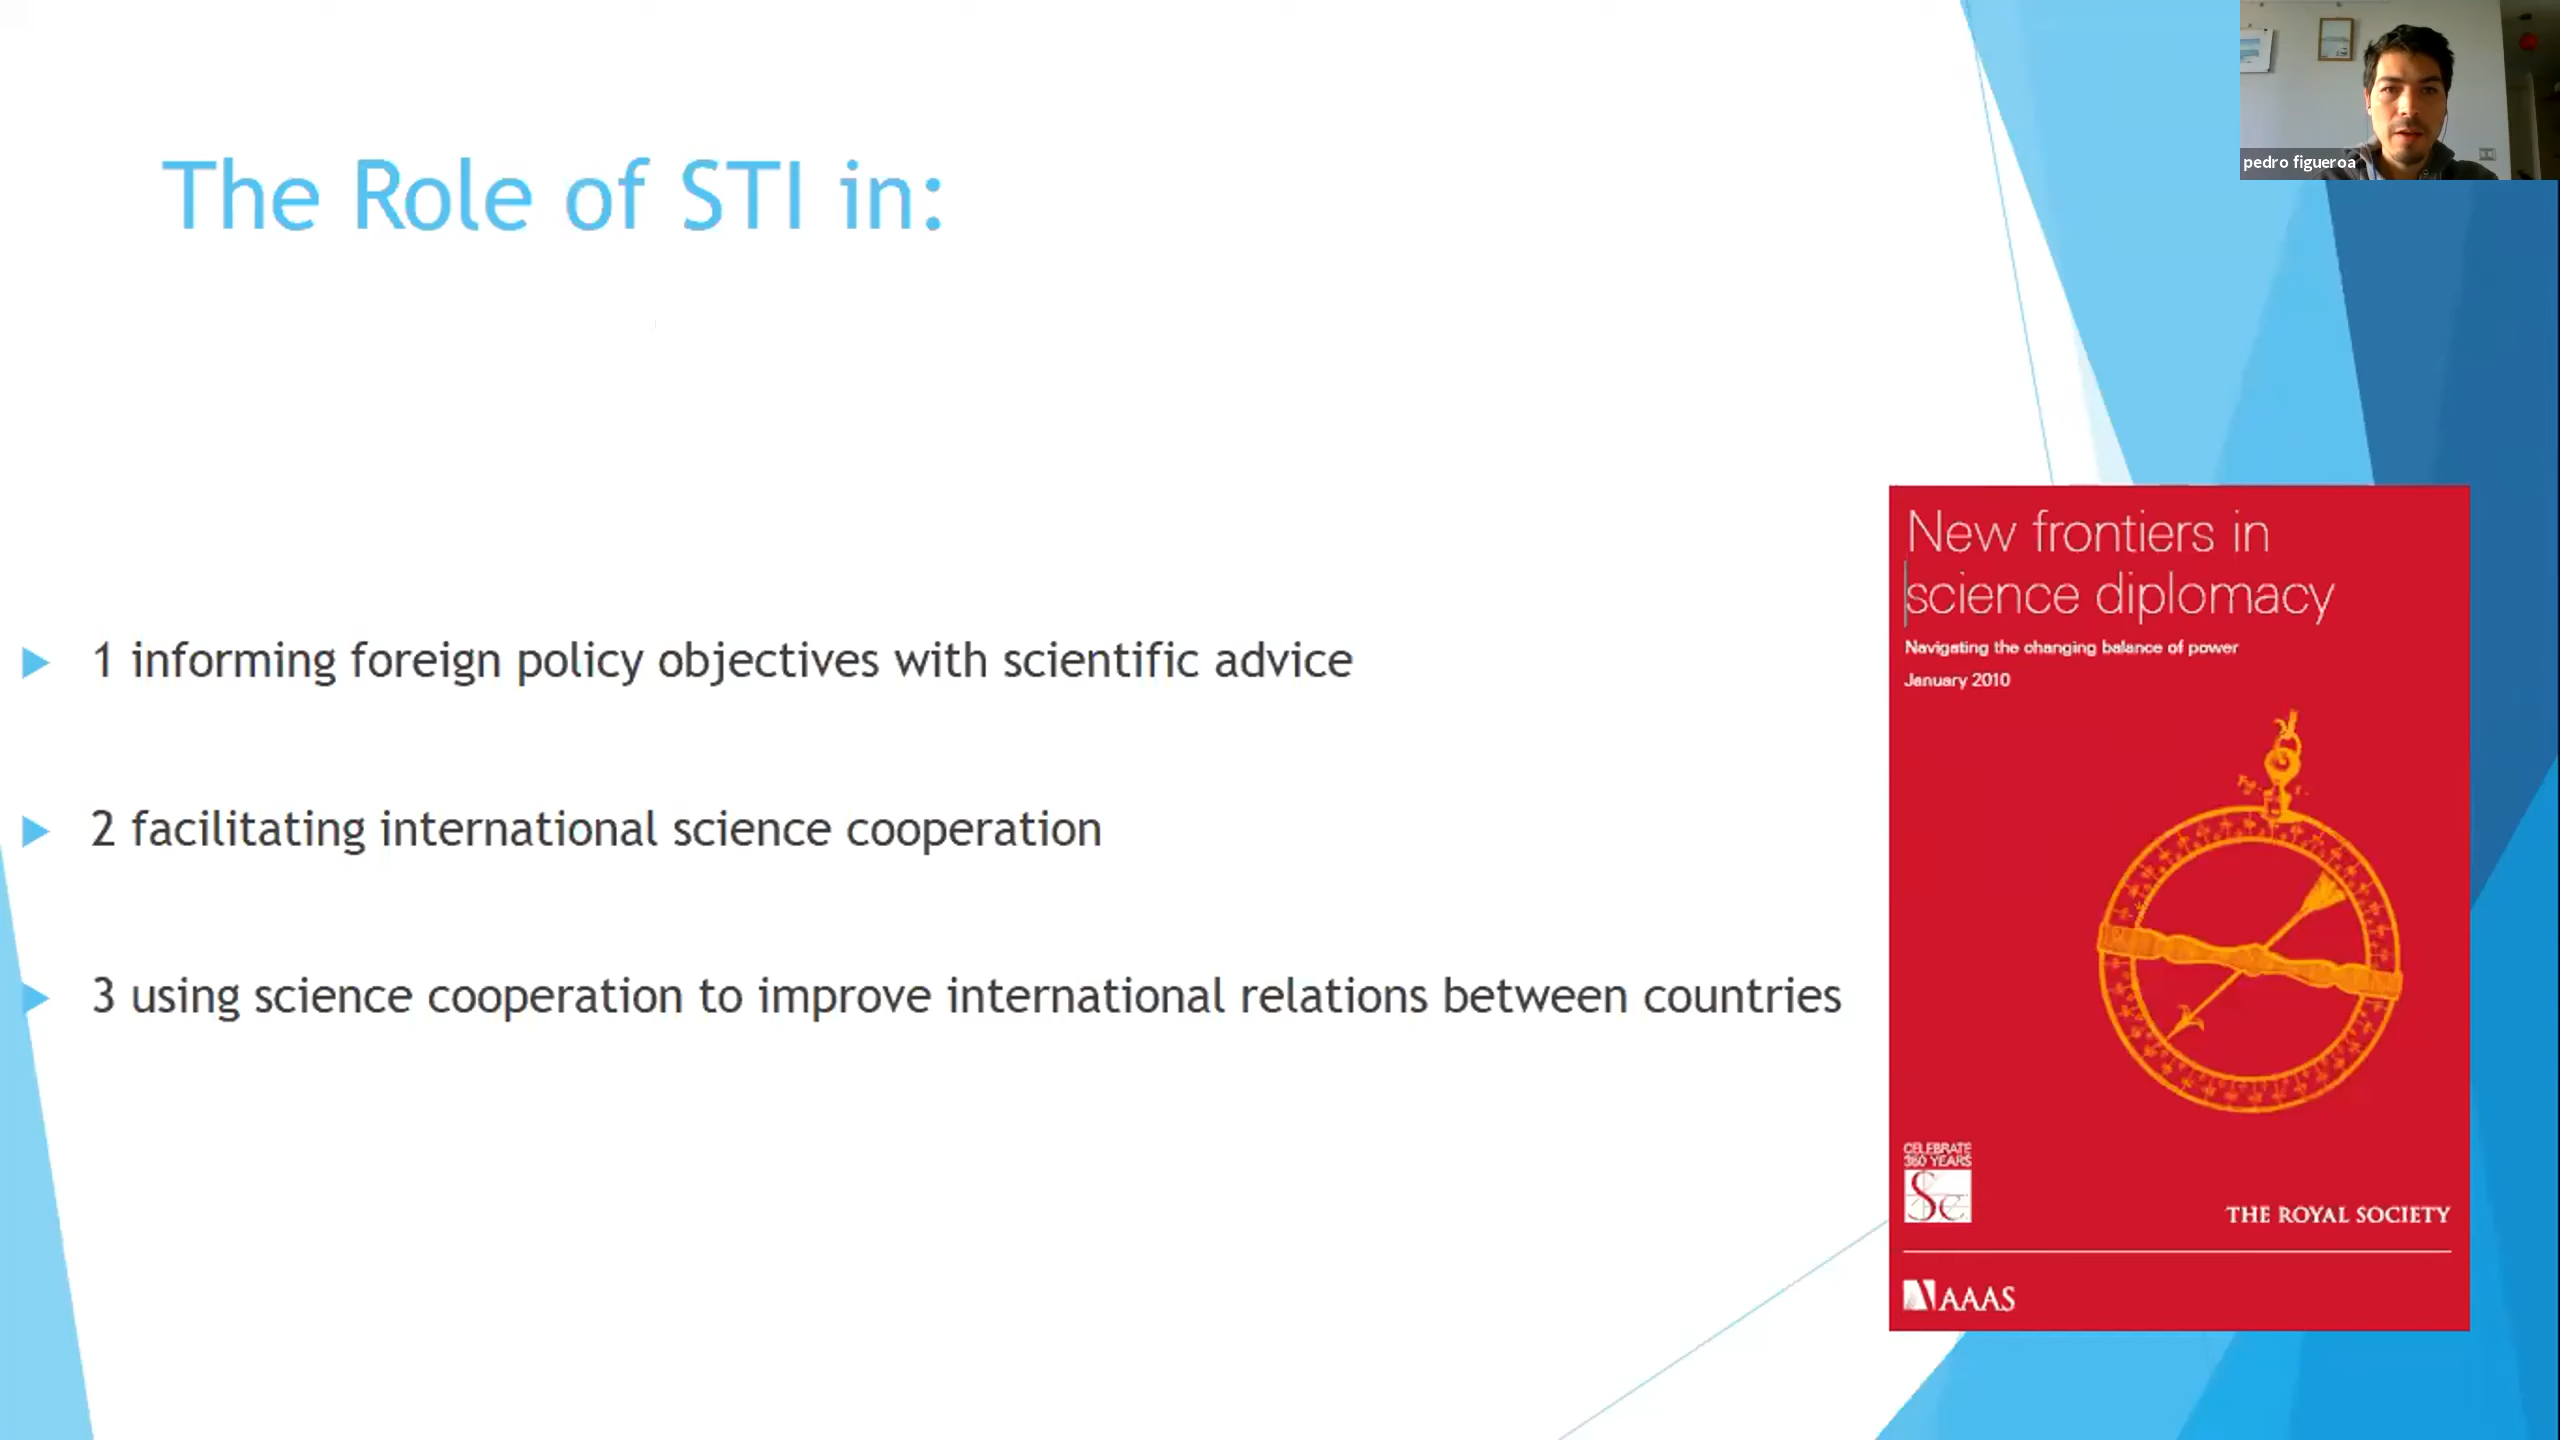 The Role of STI in:
pedro figueroa
1 informing foreign policy objectives with scientific advice
2 facilitating international science cooperation
3 using science cooperation to improve international relations between countries
New frontiers in
science diplomacy
Navigating the changing balance of power
January 2010
CELEBRATE
350 YEARS
THE ROYAL SOCIETY
AAAS